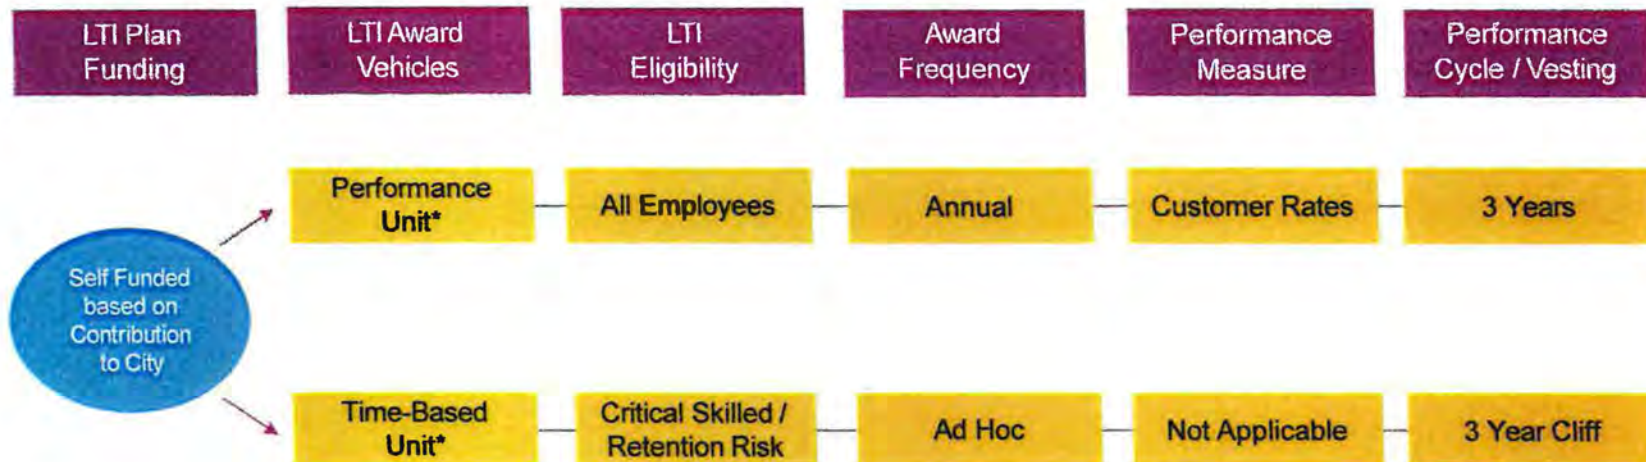 LTI Plan
Funding
LTI Award
Vehicles
LTI
Eligibility
Award
Frequency
Performance
Measure
Performance
Cycle / Vesting
Self Funded
based on
Contribution
to City
Performance
Unit*
All Employees
Annual
Customer Rates
3 Years
Time-Based
Unit*
Critical Skilled /
Retention Risk
Ad Hoc
Not Applicable
3 Year Cliff